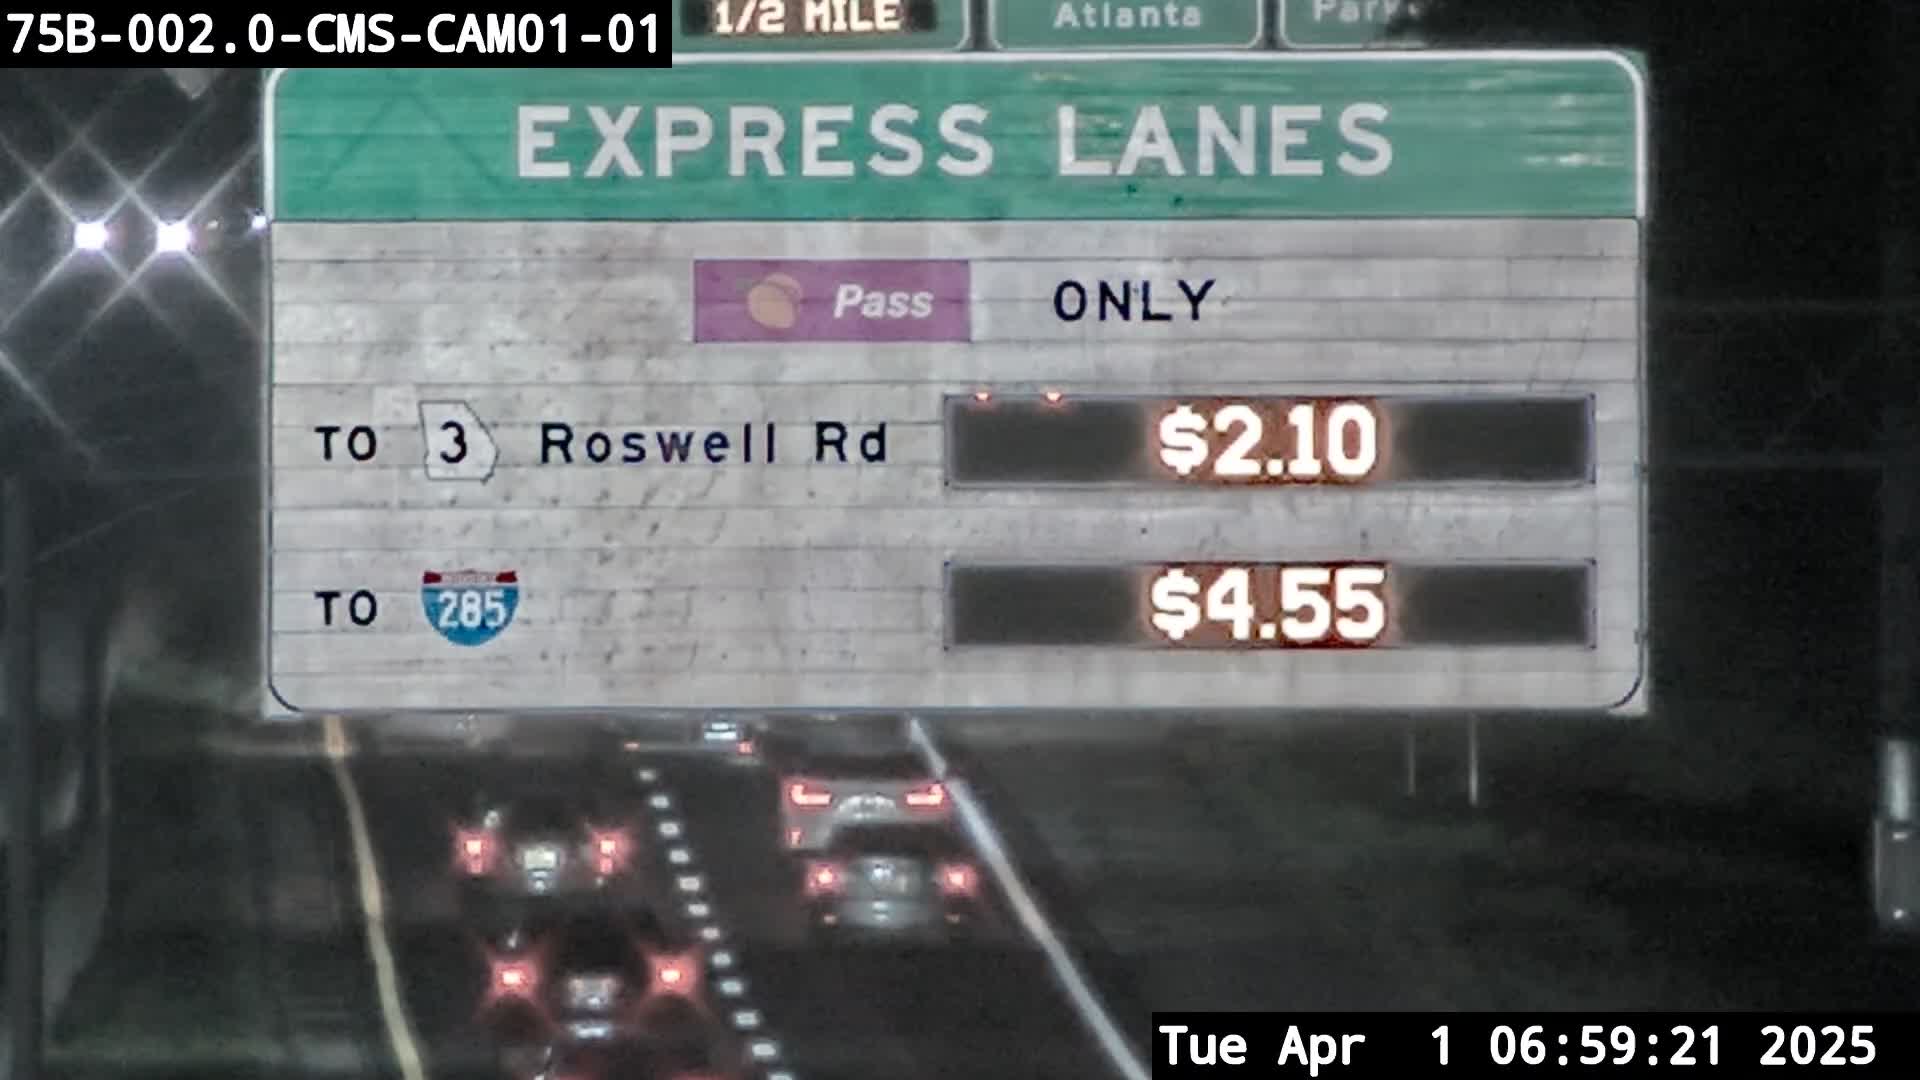 75B-002.0-CMS-CAM01-01
1/2 MILE
Atlanta
EXPRESS LANES
Pass ONLY
TO 3 Roswell Rd $2.10
TO 285 $4.55
Tue Apr 1 06:59:21 2025